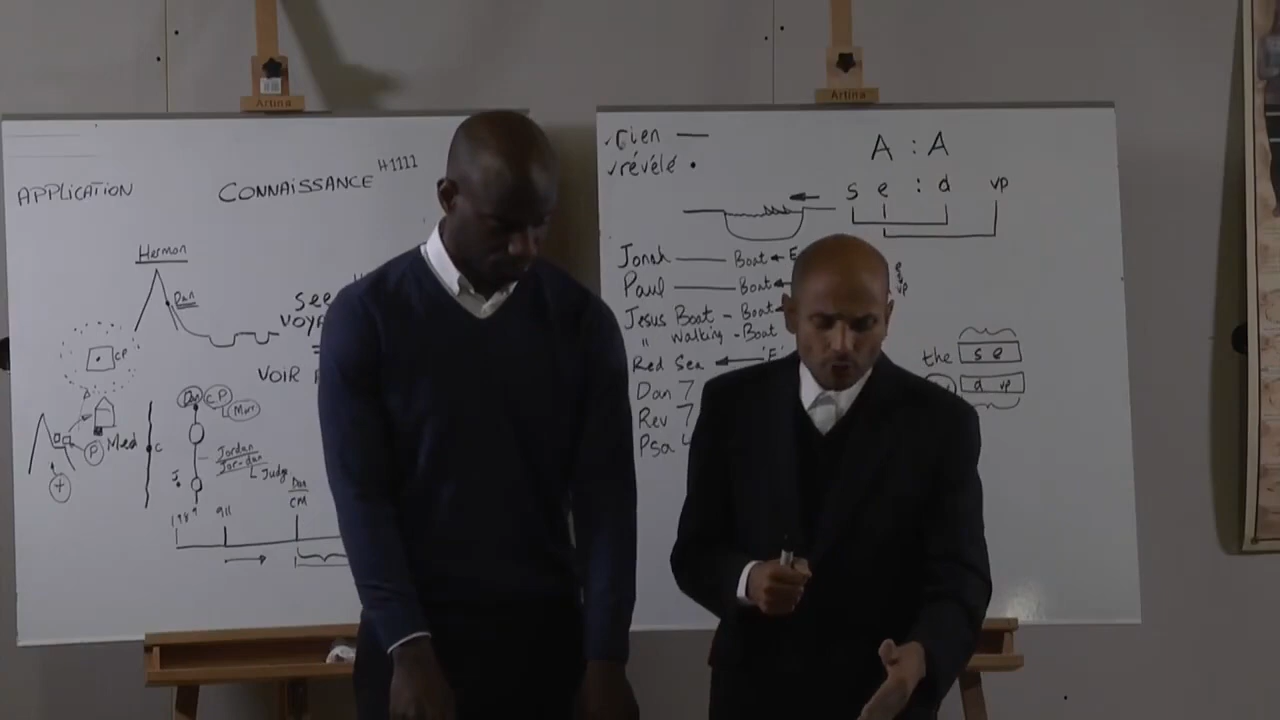 Artina
APPLICATION
CONNAISSANCE H1111
Hermon
Dan
See
VOYA
VOIR
CP
Dan CP
Med
P
C
Jordan
Jor-dan
Judge
J
Dan
CM
1989 911
Artina
rien —
révélé •
A : A
s e : d vp
Jonah — Boat ← E
Paul — Boat ←
Jesus Boat - Boat
" Walking - Boat
Red Sea ← 'E'
Dan 7
Rev 7
Psa
e
vp
the s e
d vp